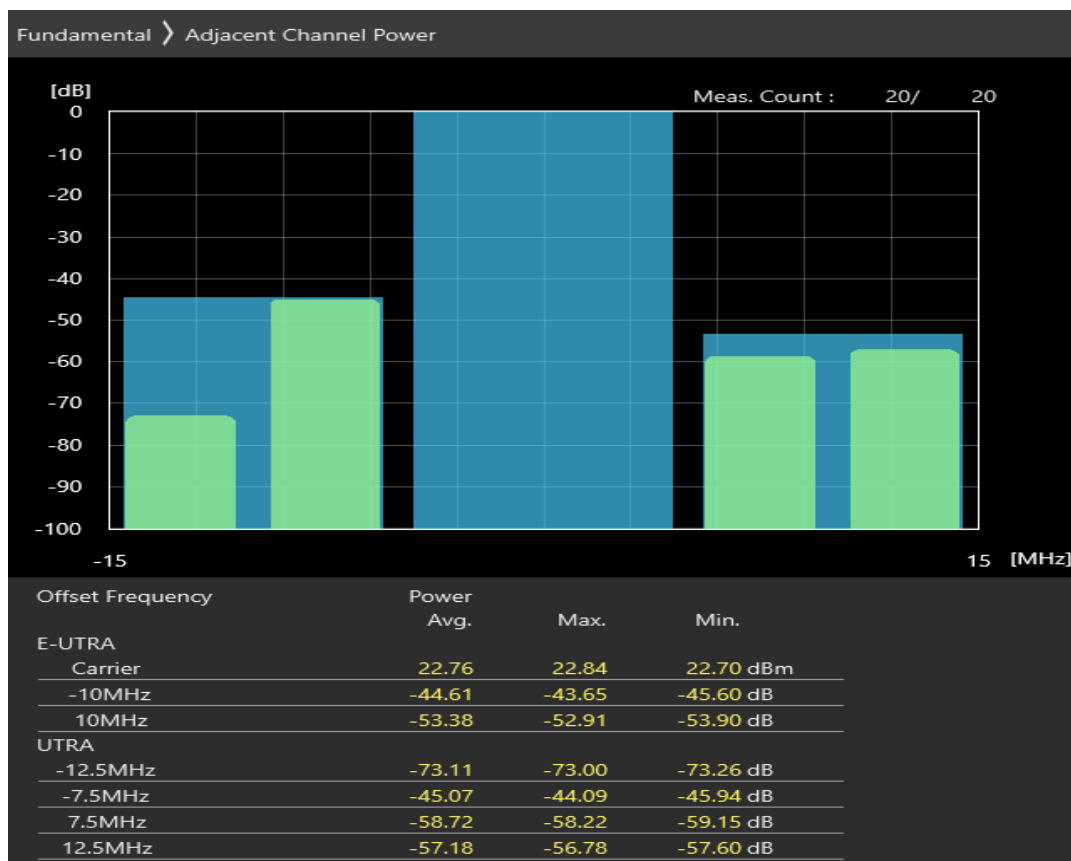 Fundamental 〉 Adjacent Channel Power
[dB]
Meas. Count : 20/ 20
0
-10
-20
-30
-40
-50
-60
-70
-80
-90
-100
-15 15 [MHz]
Offset Frequency Power
Avg. Max. Min.
E-UTRA
Carrier 22.76 22.84 22.70 dBm
-10MHz -44.61 -43.65 -45.60 dB
10MHz -53.38 -52.91 -53.90 dB
UTRA
-12.5MHz -73.11 -73.00 -73.26 dB
-7.5MHz -45.07 -44.09 -45.94 dB
7.5MHz -58.72 -58.22 -59.15 dB
12.5MHz -57.18 -56.78 -57.60 dB